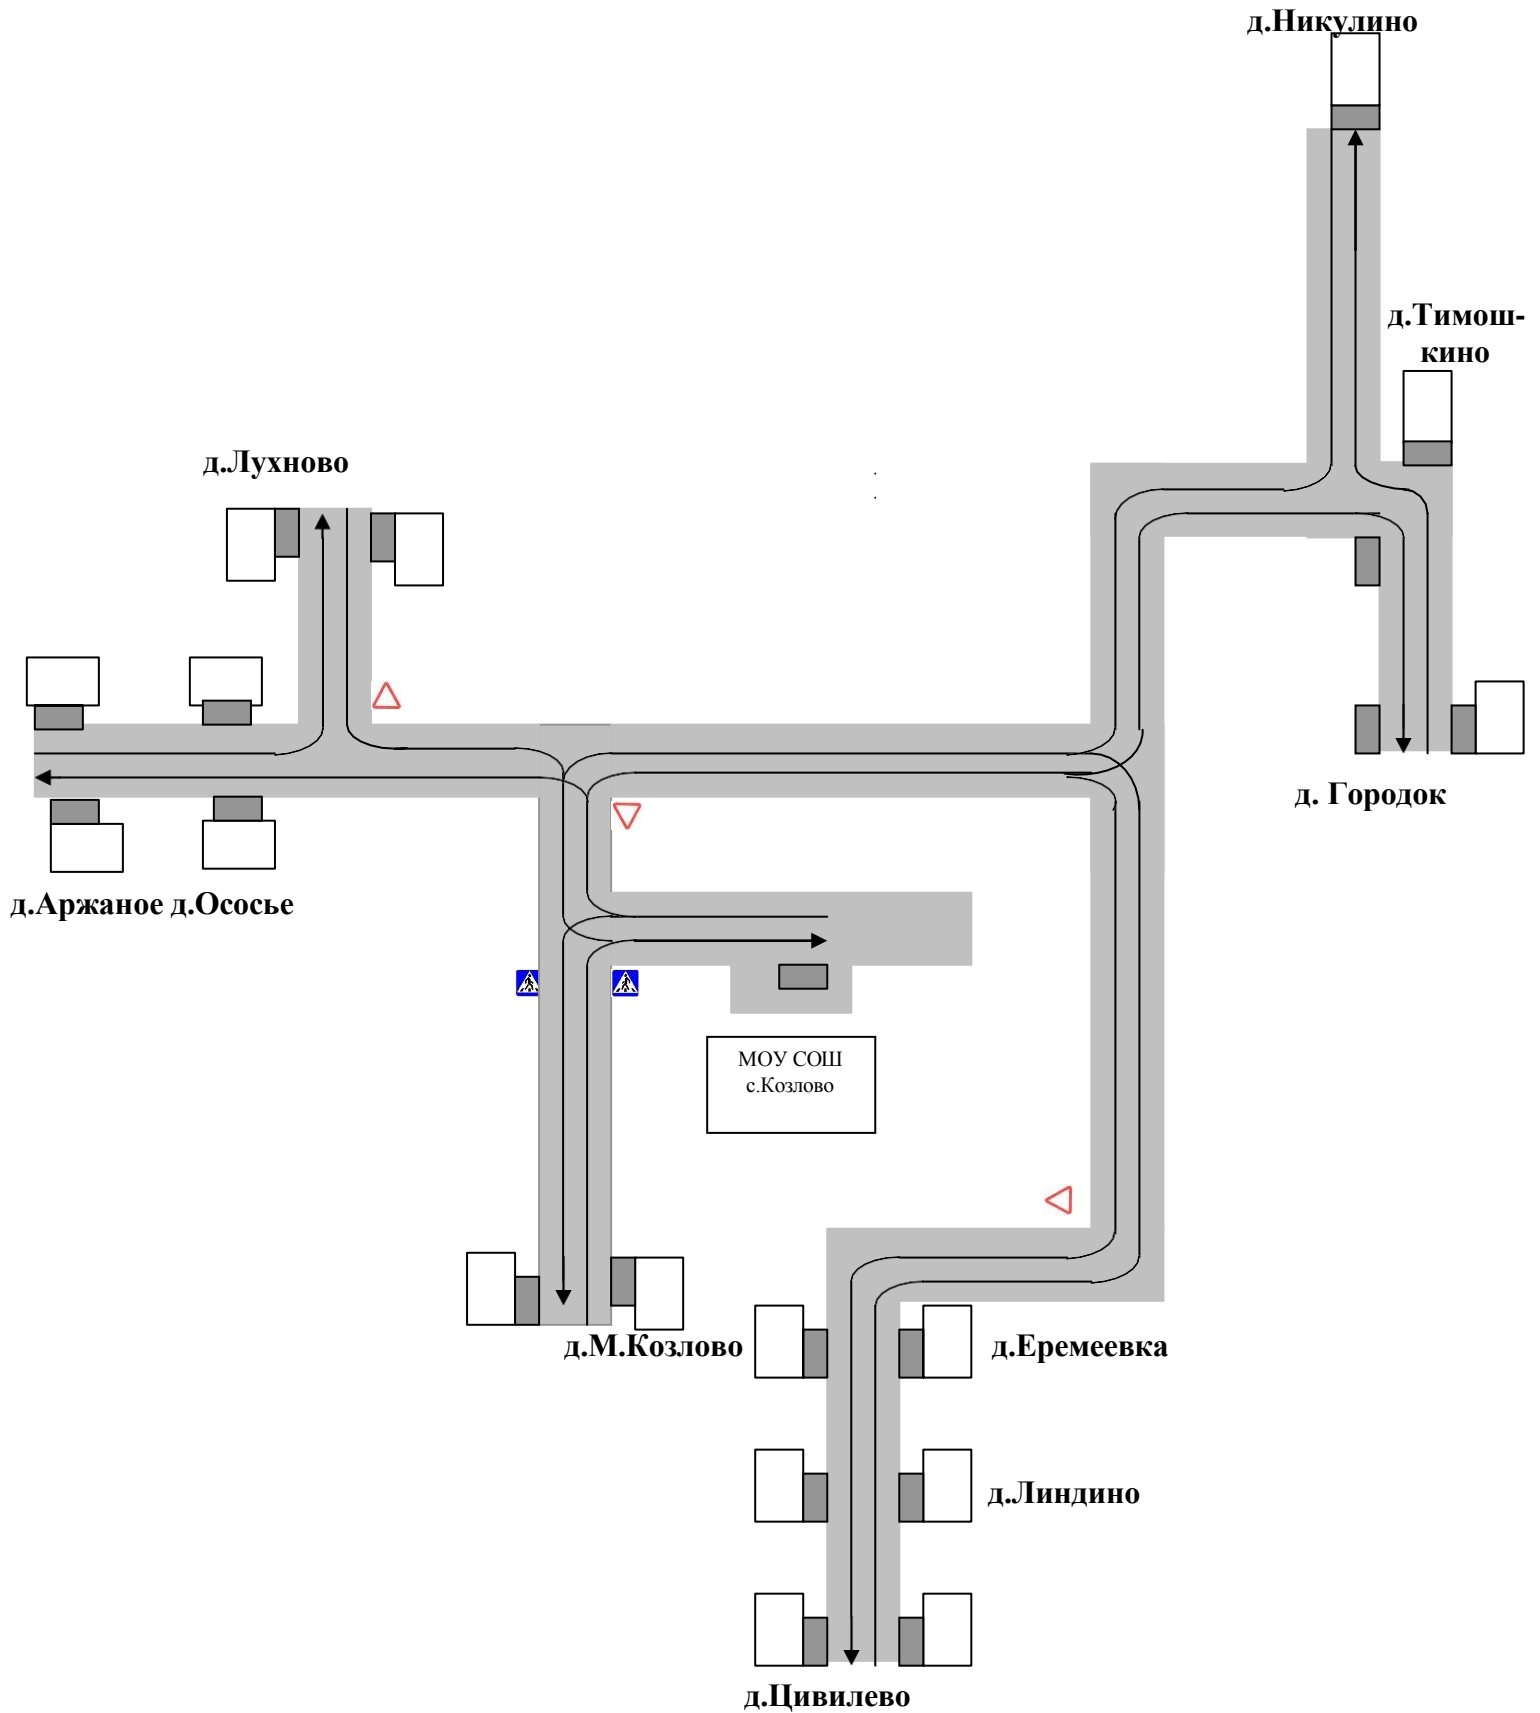 д.Никулино
д.Тимош-
кино
д.Лухново
д. Городок
д.Аржаное д.Ососье
МОУ СОШ
с.Козлово
д.М.Козлово
д.Еремеевка
д.Линдино
д.Цивилево